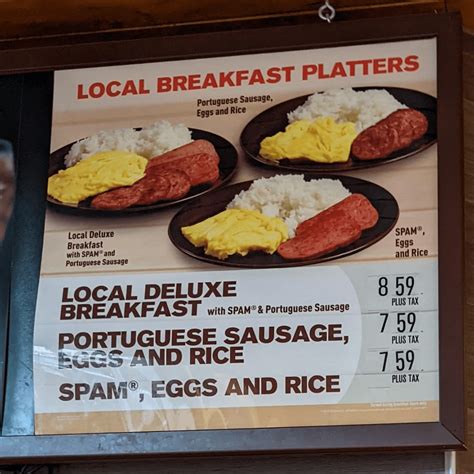 LOCAL BREAKFAST PLATTERS
Portuguese Sausage,
Eggs and Rice
Local Deluxe
Breakfast
with SPAM® and
Portuguese Sausage
SPAM®,
Eggs
and Rice
LOCAL DELUXE
BREAKFAST with SPAM® & Portuguese Sausage
8 59
PLUS TAX
PORTUGUESE SAUSAGE,
EGGS AND RICE
7 59
PLUS TAX
SPAM®, EGGS AND RICE
7 59
PLUS TAX